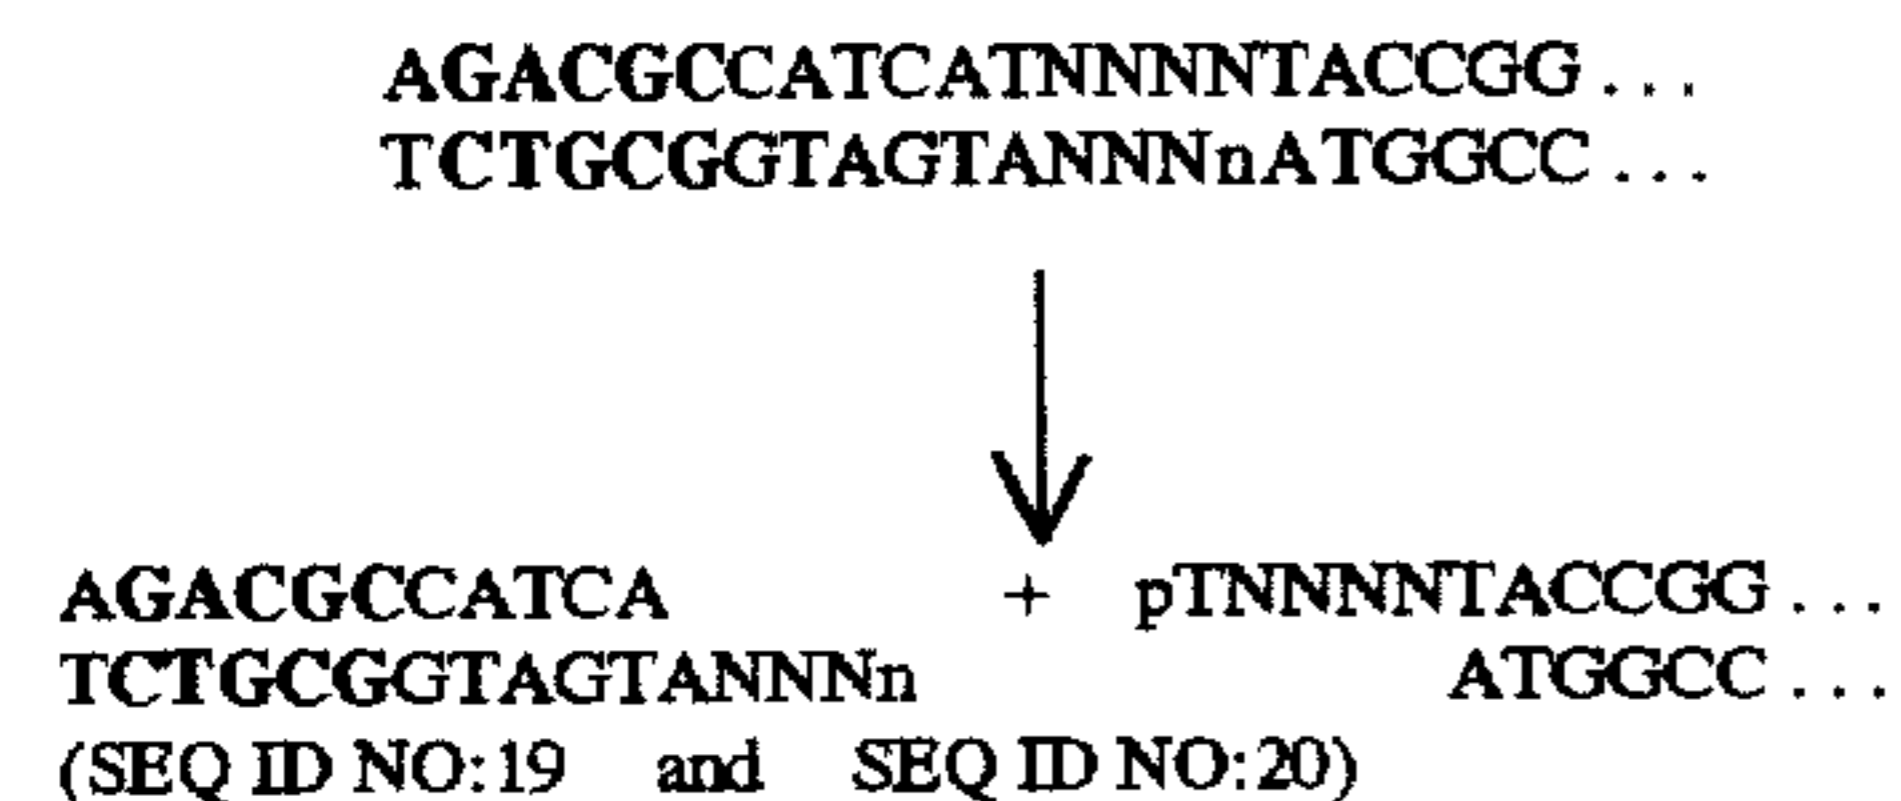 AGACGCCATCATNNNNTACCGG...
TCTGCGGTAGTANNNnATGGCC...
AGACGCCATCA + pTNNNNTACCGG...
TCTGCGGTAGTANNNn ATGGCC...
(SEQ ID NO:19 and SEQ ID NO:20)